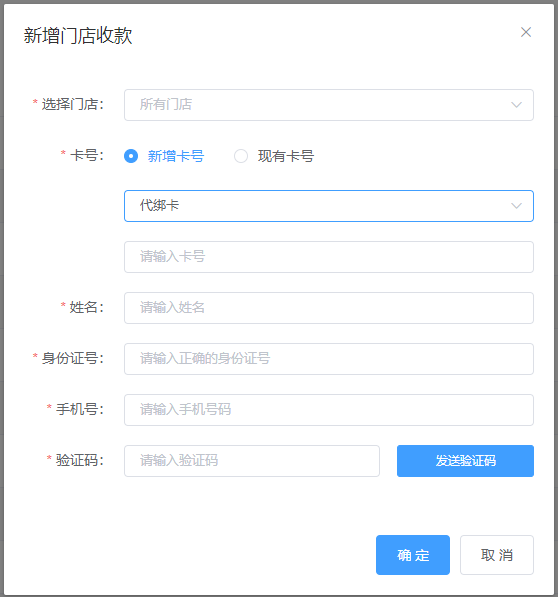 新增门店收款
* 选择门店： 所有门店
* 卡号： 新增卡号 现有卡号
代绑卡
请输入卡号
* 姓名： 请输入姓名
* 身份证号： 请输入正确的身份证号
* 手机号： 请输入手机号码
* 验证码： 请输入验证码 发送验证码
确 定 取 消